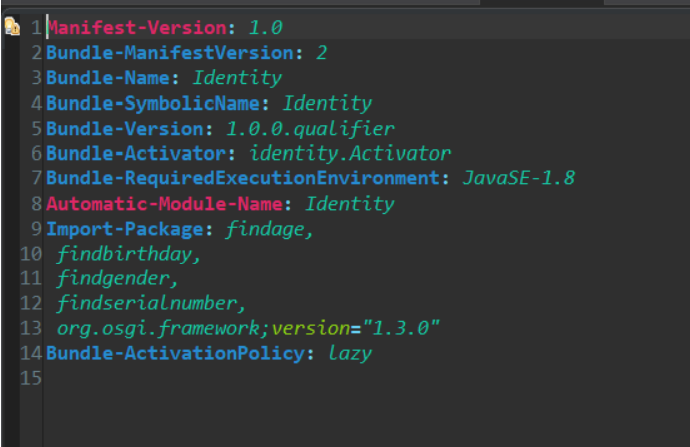 1 Manifest-Version: 1.0
2 Bundle-ManifestVersion: 2
3 Bundle-Name: Identity
4 Bundle-SymbolicName: Identity
5 Bundle-Version: 1.0.0.qualifier
6 Bundle-Activator: identity.Activator
7 Bundle-RequiredExecutionEnvironment: JavaSE-1.8
8 Automatic-Module-Name: Identity
9 Import-Package: findage,
10  findbirthday,
11  findgender,
12  findserialnumber,
13  org.osgi.framework;version="1.3.0"
14 Bundle-ActivationPolicy: lazy
15